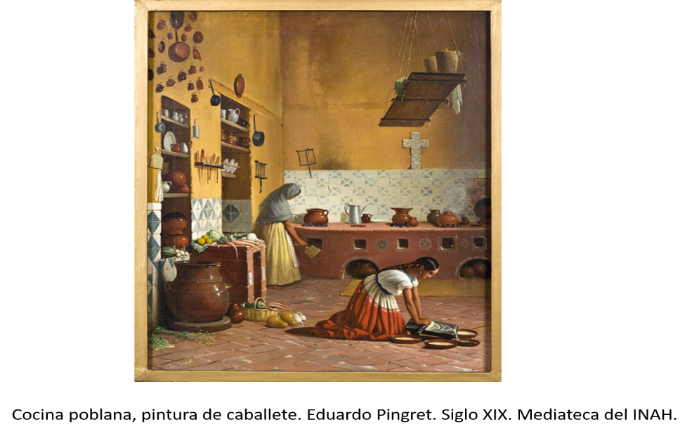 Cocina poblana, pintura de caballete. Eduardo Pingret. Siglo XIX. Mediateca del INAH.